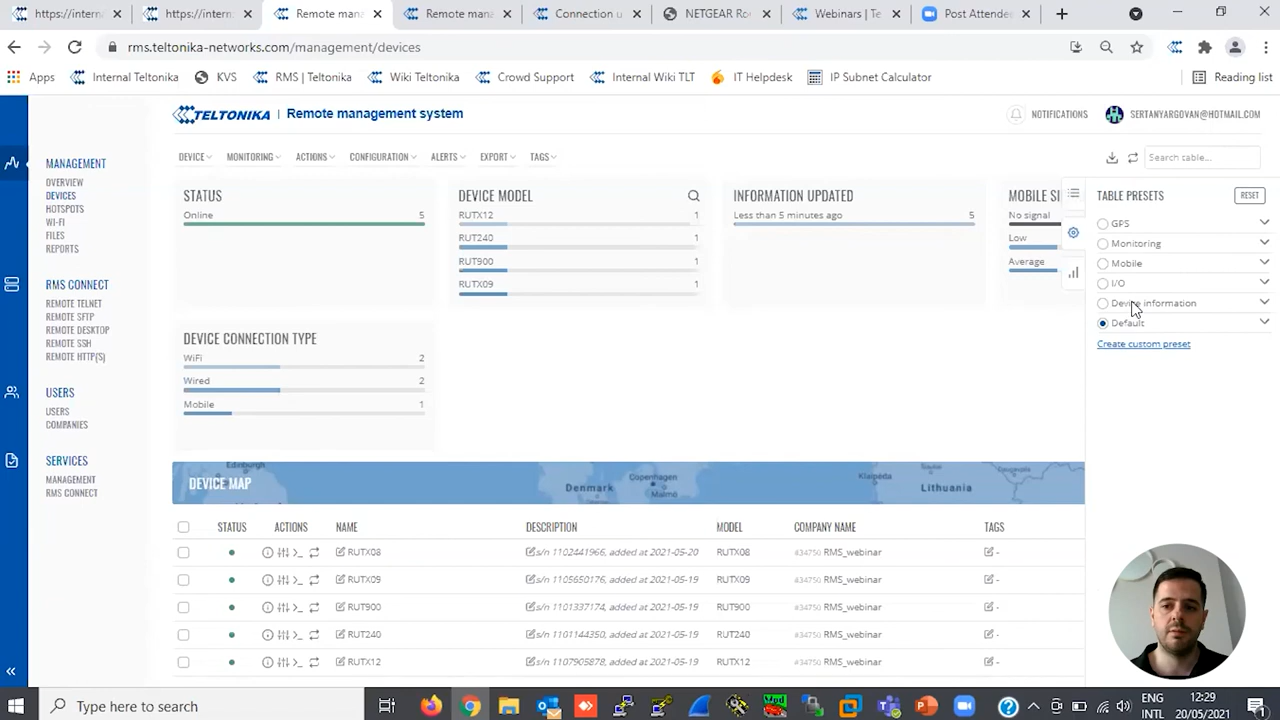 https://intern
https://intern
Remote mana
Remote mana
Connection u
NETGEAR Ro
Webinars | Te
Post Attende
rms.teltonika-networks.com/management/devices
Apps
Internal Teltonika
KVS
RMS | Teltonika
Wiki Teltonika
Crowd Support
Internal Wiki TLT
IT Helpdesk
IP Subnet Calculator
Reading list
TELTONIKA | Remote management system
NOTIFICATIONS
SERTANYARGOVAN@HOTMAIL.COM
DEVICE
MONITORING
ACTIONS
CONFIGURATION
ALERTS
EXPORT
TAGS
Search table...
MANAGEMENT
OVERVIEW
DEVICES
HOTSPOTS
WI-FI
FILES
REPORTS
RMS CONNECT
REMOTE TELNET
REMOTE SFTP
REMOTE DESKTOP
REMOTE SSH
REMOTE HTTP(S)
USERS
USERS
COMPANIES
SERVICES
MANAGEMENT
RMS CONNECT
STATUS
Online 5
DEVICE MODEL
RUTX12 1
RUT240 1
RUT900 1
RUTX09 1
INFORMATION UPDATED
Less than 5 minutes ago 5
MOBILE SI
No signal
Low
Average
DEVICE CONNECTION TYPE
WiFi 2
Wired 2
Mobile 1
TABLE PRESETS
RESET
GPS
Monitoring
Mobile
I/O
Device information
Default
Create custom preset
DEVICE MAP
Edinburgh
Denmark
Copenhagen
Malmö
Klaipėda
Lithuania
STATUS ACTIONS NAME DESCRIPTION MODEL COMPANY NAME TAGS
RUTX08 s/n 1102441966, added at 2021-05-20 RUTX08 #34750 RMS_webinar -
RUTX09 s/n 1105650176, added at 2021-05-19 RUTX09 #34750 RMS_webinar -
RUT900 s/n 1101337174, added at 2021-05-19 RUT900 #34750 RMS_webinar -
RUT240 s/n 1101144350, added at 2021-05-19 RUT240 #34750 RMS_webinar -
RUTX12 s/n 1107905878, added at 2021-05-19 RUTX12 #34750 RMS_webinar -
Type here to search
ENG
INTL
12:29
20/05/2021